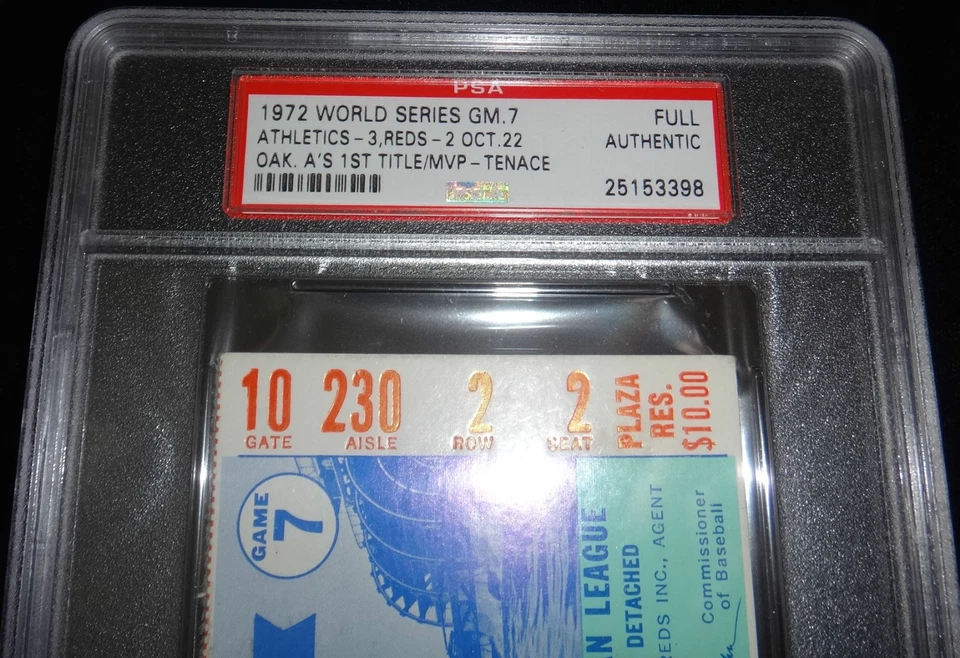 PSA
1972 WORLD SERIES GM.7
FULL
ATHLETICS-3,REDS-2 OCT.22
AUTHENTIC
OAK. A'S 1ST TITLE/MVP-TENACE
25153398
10
230
2
2
GATE
AISLE
ROW
SEAT
PLAZA
RES.
$10.00
GAME
7
LEAGUE
DETACHED
REDS INC., AGENT
Commissioner
of Baseball